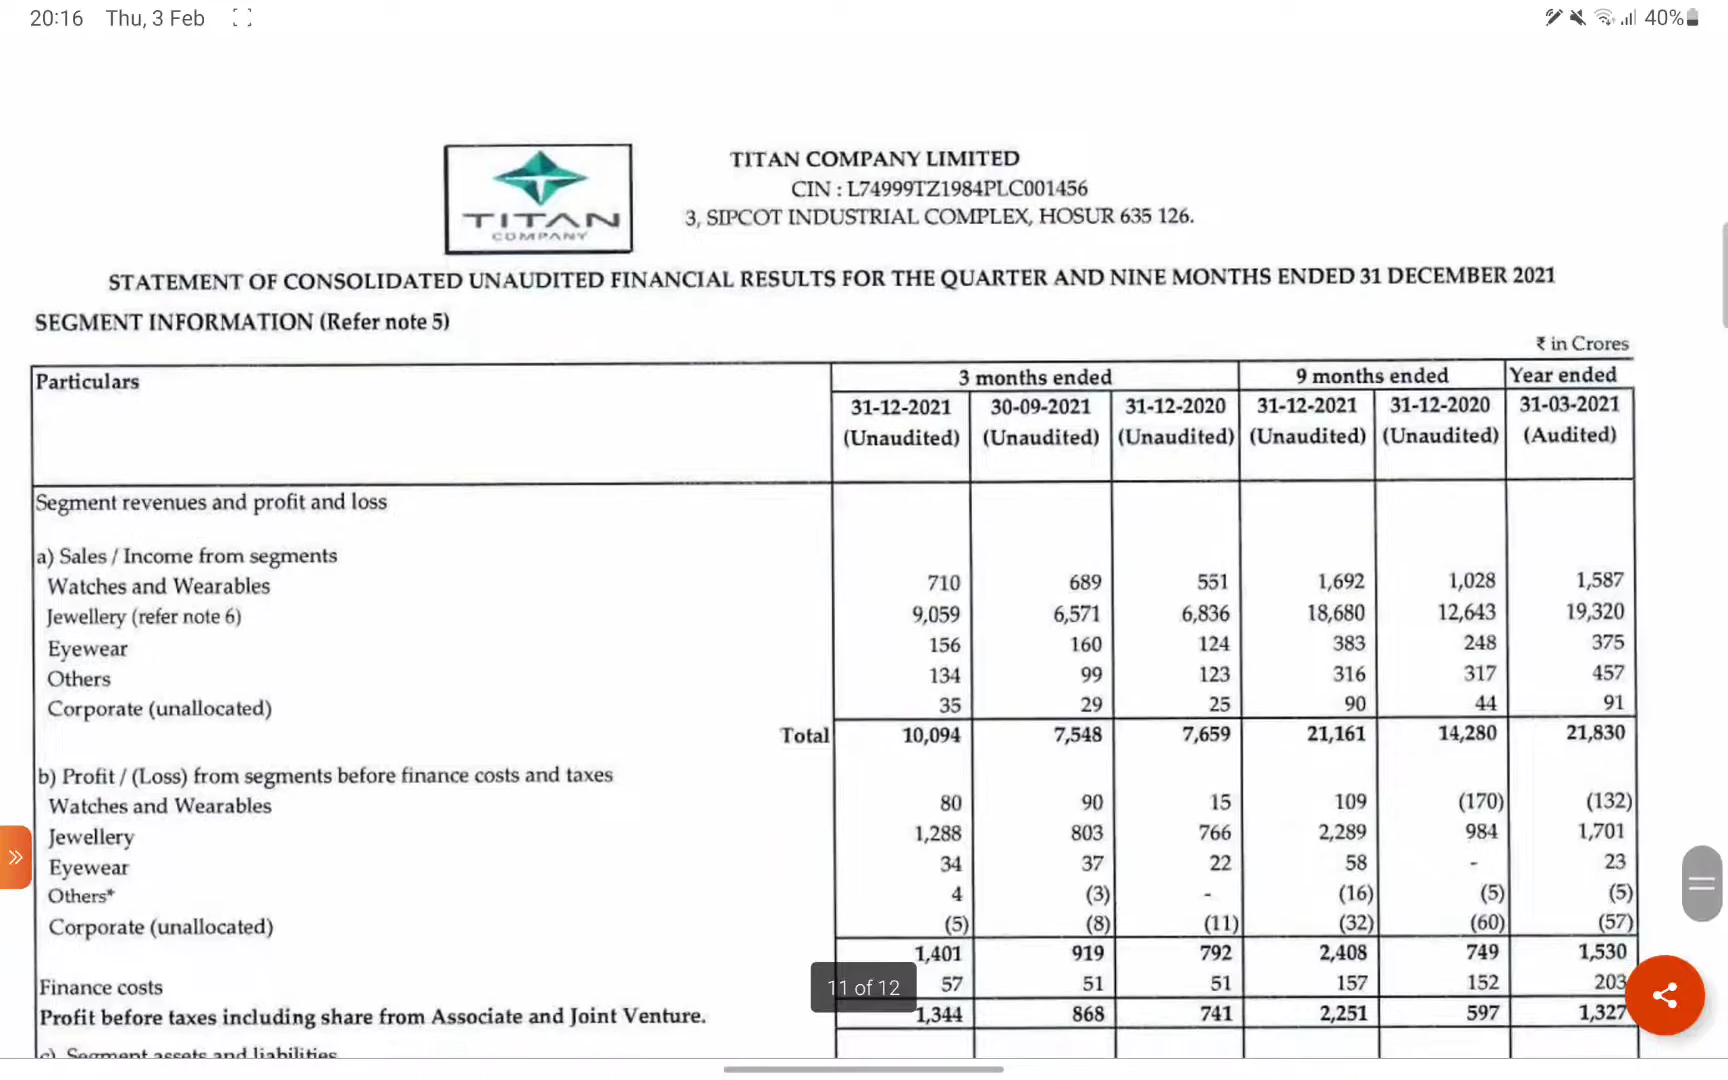 20:16 Thu, 3 Feb 40%
TITAN
COMPANY
TITAN COMPANY LIMITED
CIN : L74999TZ1984PLC001456
3, SIPCOT INDUSTRIAL COMPLEX, HOSUR 635 126.
STATEMENT OF CONSOLIDATED UNAUDITED FINANCIAL RESULTS FOR THE QUARTER AND NINE MONTHS ENDED 31 DECEMBER 2021
SEGMENT INFORMATION (Refer note 5)
₹ in Crores
Particulars 3 months ended 9 months ended Year ended
31-12-2021 30-09-2021 31-12-2020 31-12-2021 31-12-2020 31-03-2021
(Unaudited) (Unaudited) (Unaudited) (Unaudited) (Unaudited) (Audited)
Segment revenues and profit and loss
a) Sales / Income from segments
Watches and Wearables 710 689 551 1,692 1,028 1,587
Jewellery (refer note 6) 9,059 6,571 6,836 18,680 12,643 19,320
Eyewear 156 160 124 383 248 375
Others 134 99 123 316 317 457
Corporate (unallocated) 35 29 25 90 44 91
Total 10,094 7,548 7,659 21,161 14,280 21,830
b) Profit / (Loss) from segments before finance costs and taxes
Watches and Wearables 80 90 15 109 (170) (132)
Jewellery 1,288 803 766 2,289 984 1,701
Eyewear 34 37 22 58 - 23
Others* 4 (3) - (16) (5) (5)
Corporate (unallocated) (5) (8) (11) (32) (60) (57)
1,401 919 792 2,408 749 1,530
Finance costs 57 51 51 157 152 203
11 of 12
Profit before taxes including share from Associate and Joint Venture. 1,344 868 741 2,251 597 1,327
c) Segment assets and liabilities